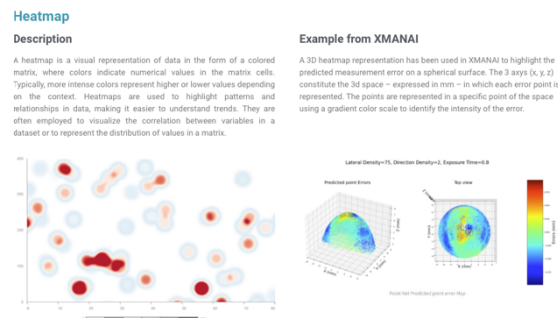 Heatmap
Description
A heatmap is a visual representation of data in the form of a colored
matrix, where colors indicate numerical values in the matrix cells.
Typically, more intense colors represent higher or lower values depending
on the context. Heatmaps are used to highlight patterns and
relationships in data, making it easier to understand trends. They are
often employed to visualize the correlation between variables in a
dataset or to represent the distribution of values in a matrix.
Example from XMANAI
A 3D heatmap representation has been used in XMANAI to highlight the
predicted measurement error on a spherical surface. The 3 axys (x, y, z)
constitute the 3d space – expressed in mm – in which each error point is
represented. The points are represented in a specific point of the space
using a gradient color scale to identify the intensity of the error.
Lateral Density=75, Direction Density=2, Exposure Time=0.8
Predicted point Errors
Top view
Point Net Predicted point error Map